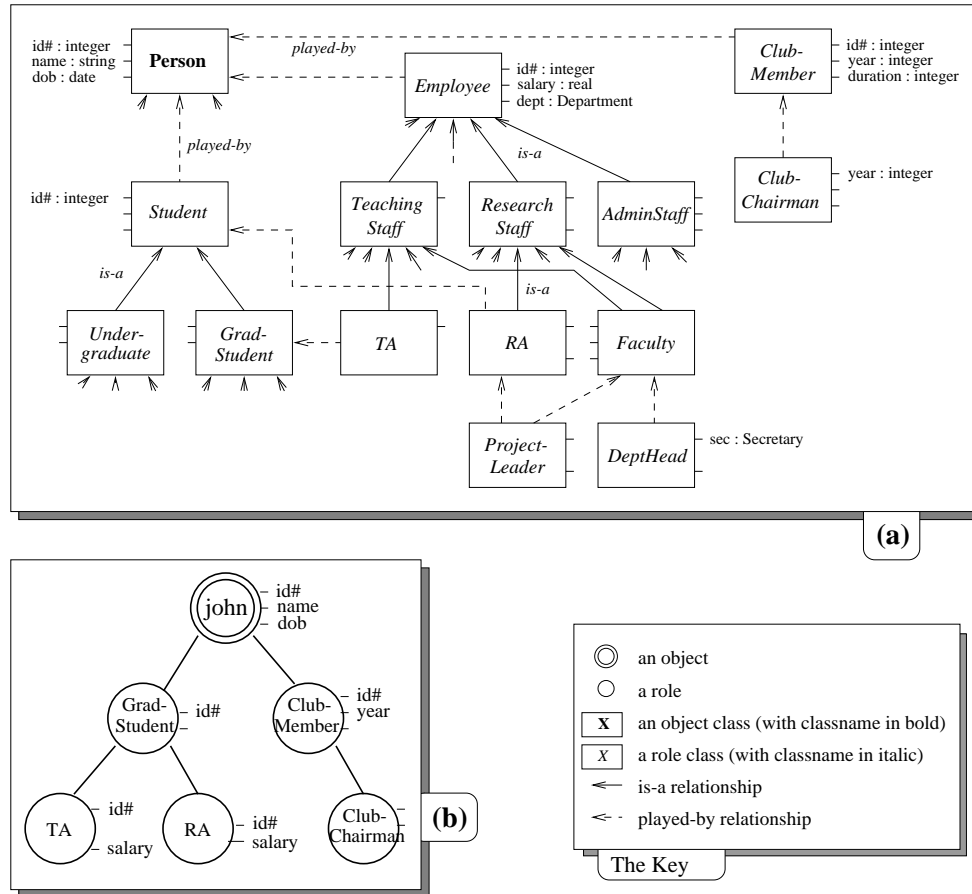 id# : integer
name : string
dob : date
Person
played-by
Employee
id# : integer
salary : real
dept : Department
Club-
Member
id# : integer
year : integer
duration : integer
played-by
is-a
id# : integer
Student
Teaching
Staff
Research
Staff
AdminStaff
Club-
Chairman
year : integer
is-a
is-a
Under-
graduate
Grad-
Student
TA
RA
Faculty
Project-
Leader
DeptHead
sec : Secretary
(a)
john
id#
name
dob
Grad-
Student
id#
Club-
Member
id#
year
TA
id#
salary
RA
id#
salary
Club-
Chairman
(b)
an object
a role
X
an object class (with classname in bold)
X
a role class (with classname in italic)
is-a relationship
played-by relationship
The Key